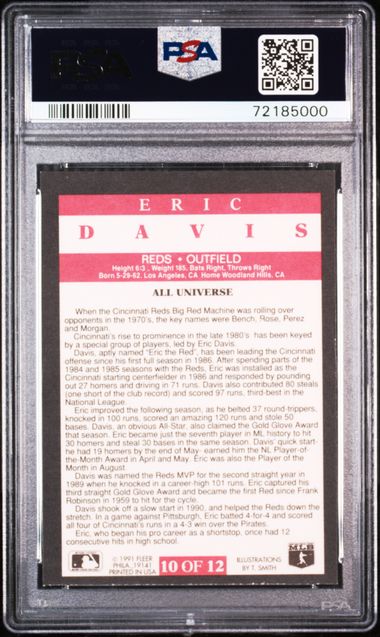 PSA
PSA
72185000
ERIC
DAVIS
REDS • OUTFIELD
Height 6:3 , Weight 185, Bats Right, Throws Right
Born 5-29-62, Los Angeles, CA Home Woodland Hills, CA
ALL UNIVERSE
When the Cincinnati Reds Big Red Machine was rolling over
opponents in the 1970's, the key names were Bench, Rose, Perez
and Morgan.
Cincinnati's rise to prominence in the late 1980's has been keyed
by a special group of players, led by Eric Davis.
Davis, aptly named "Eric the Red", has been leading the Cincinnati
offense since his first full season in 1986. After spending parts of the
1984 and 1985 seasons with the Reds, Eric was installed as the
Cincinnati starting centerfielder in 1986 and responded by pounding
out 27 homers and driving in 71 runs. Davis also contributed 80 steals
(one short of the club record) and scored 97 runs, third-best in the
National League.
Eric improved the following season, as he belted 37 round-trippers,
knocked in 100 runs, scored an amazing 120 runs and stole 50
bases. Davis, an obvious All-Star, also claimed the Gold Glove Award
that season. Eric became just the seventh player in ML history to hit
30 homers and steal 30 bases in the same season. Davis' quick start-
he had 19 homers by the end of May- earned him the NL Player-of-
the-Month Award in April and May. Eric was also the Player of the
Month in August
Davis was named the Reds MVP for the second straight year in
1989 when he knocked in a career-high 101 runs. Eric captured his
third straight Gold Glove Award and became the first Red since Frank
Robinson in 1959 to hit for the cycle.
Davis shook off a slow start in 1990, and helped the Reds down the
stretch. In a game against Pittsburgh, Eric batted 4-for 4 and scored
all four of Cincinnati's runs in a 4-3 win over the Pirates.
Eric, who began his pro career as a shortstop, once had 12
consecutive hits in high school.
© 1991 FLEER
PHILA., 19141
PRINTED IN USA
10 OF 12
ILLUSTRATIONS
BY T. SMITH
MLB
PSA